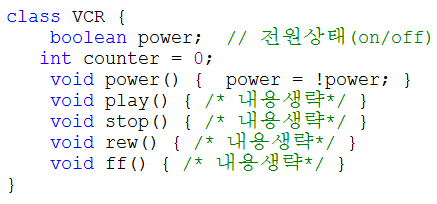 class VCR {
    boolean power;  // 전원상태(on/off)
   int counter = 0;
    void power() {  power = !power; }
    void play() { /* 내용생략*/ }
    void stop() { /* 내용생략*/ }
    void rew() { /* 내용생략*/ }
    void ff() { /* 내용생략*/ }
}